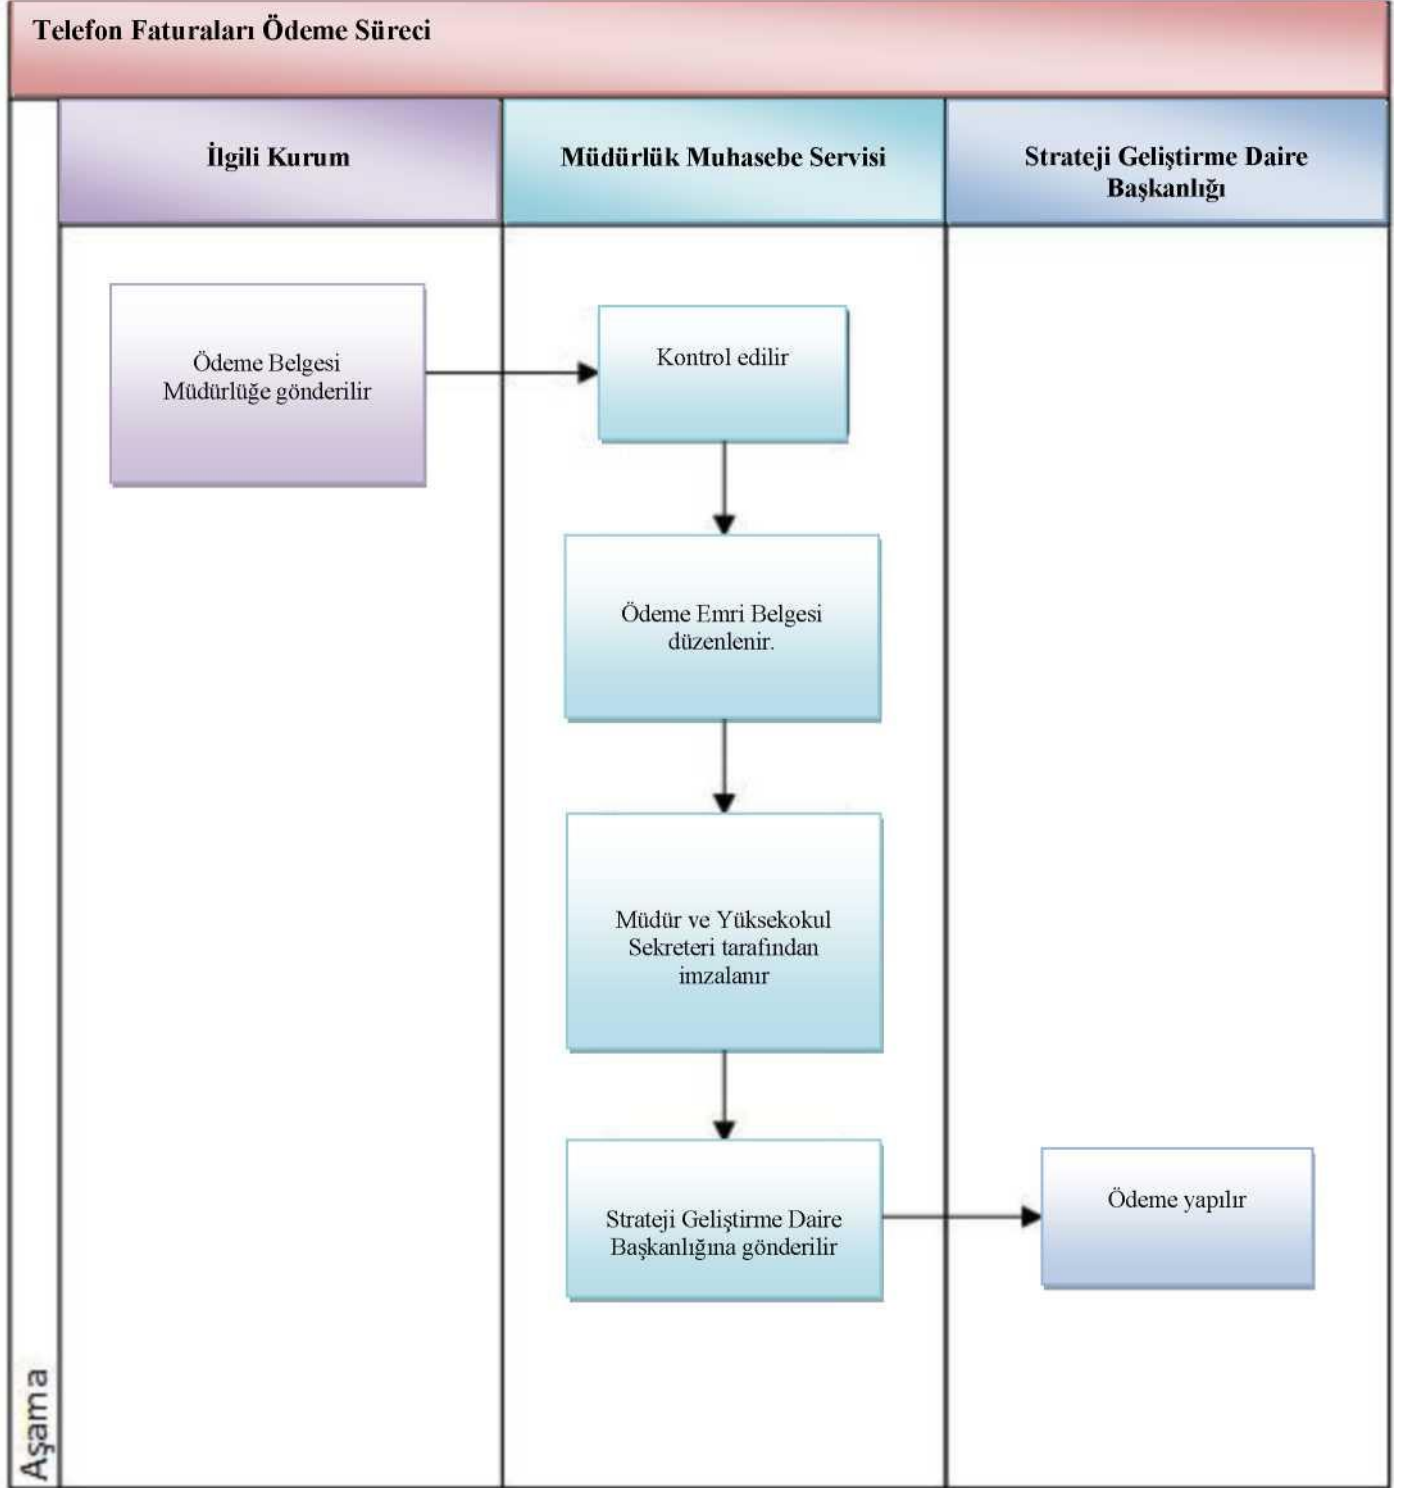 Telefon Faturaları Ödeme Süreci
İlgili Kurum
Müdürlük Muhasebe Servisi
Strateji Geliştirme Daire
Başkanlığı
Ödeme Belgesi
Müdürlüğe gönderilir
Kontrol edilir
Ödeme Emri Belgesi
düzenlenir.
Müdür ve Yüksekokul
Sekreteri tarafından
imzalanır
Strateji Geliştirme Daire
Başkanlığına gönderilir
Ödeme yapılır
Aşama